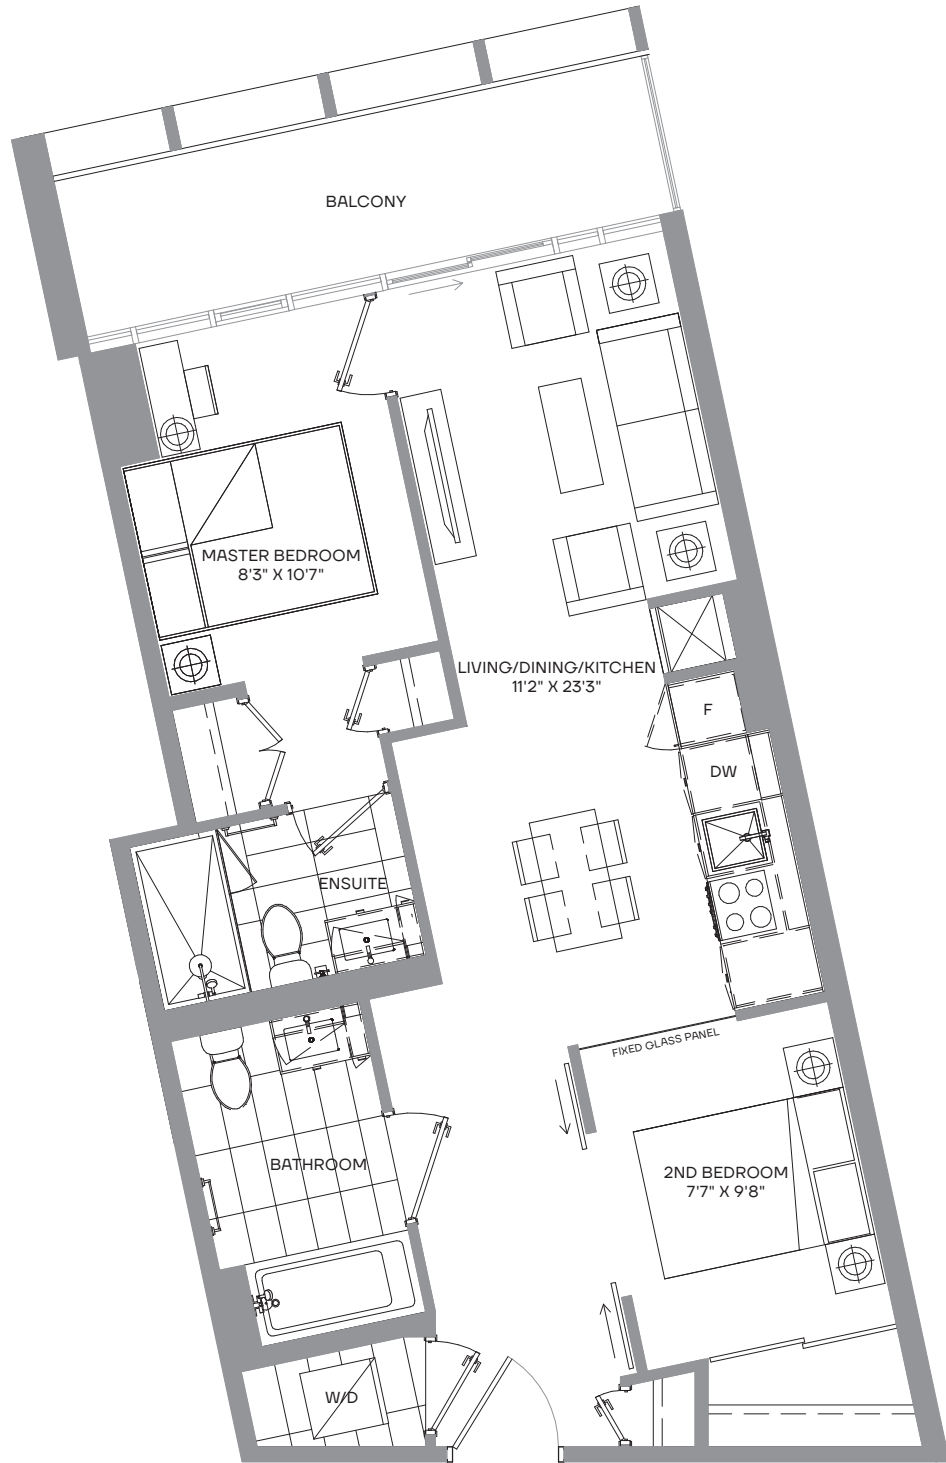 BALCONY
MASTER BEDROOM
8'3" X 10'7"
LIVING/DINING/KITCHEN
11'2" X 23'3"
F
DW
ENSUITE
FIXED GLASS PANEL
BATHROOM
2ND BEDROOM
7'7" X 9'8"
W/D